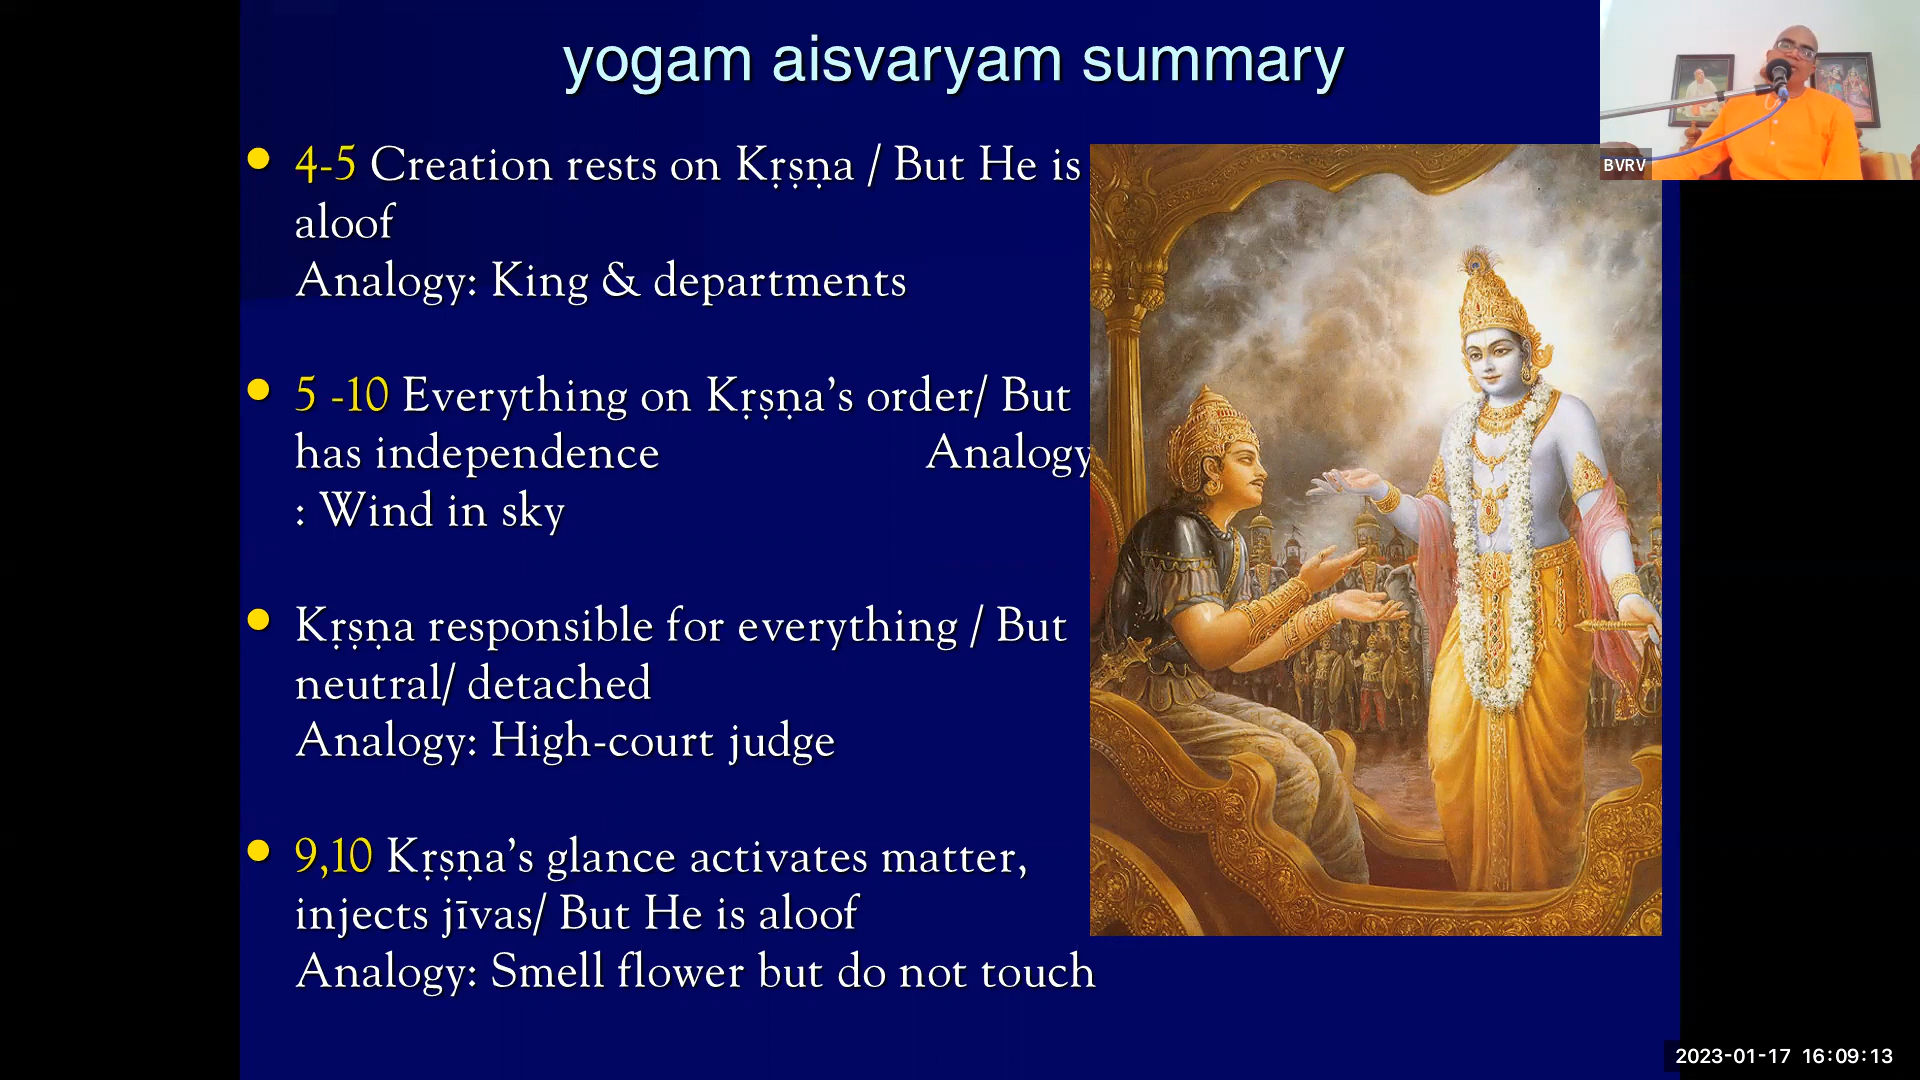 yogam aisvaryam summary
BVRV
4-5 Creation rests on Kṛṣṇa / But He is
aloof
Analogy: King & departments
5 -10 Everything on Kṛṣṇa’s order/ But
has independence Analogy
: Wind in sky
Kṛṣṇa responsible for everything / But
neutral/ detached
Analogy: High-court judge
9,10 Kṛṣṇa’s glance activates matter,
injects jīvas/ But He is aloof
Analogy: Smell flower but do not touch
2023-01-17 16:09:13